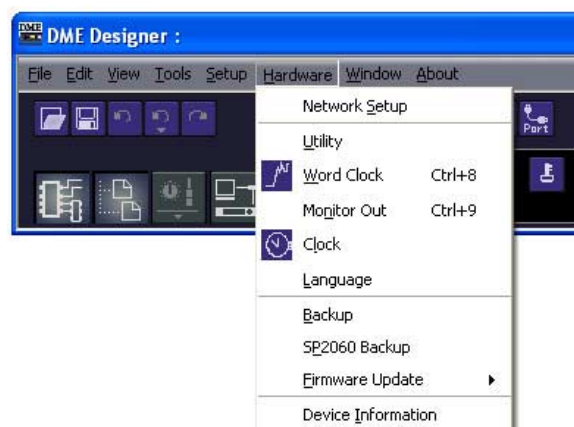 DME
DME Designer :
File Edit View Tools Setup Hardware Window About
Network Setup
Port
Utility
Word Clock Ctrl+8
Monitor Out Ctrl+9
Clock
Language
Backup
SP2060 Backup
Firmware Update
Device Information